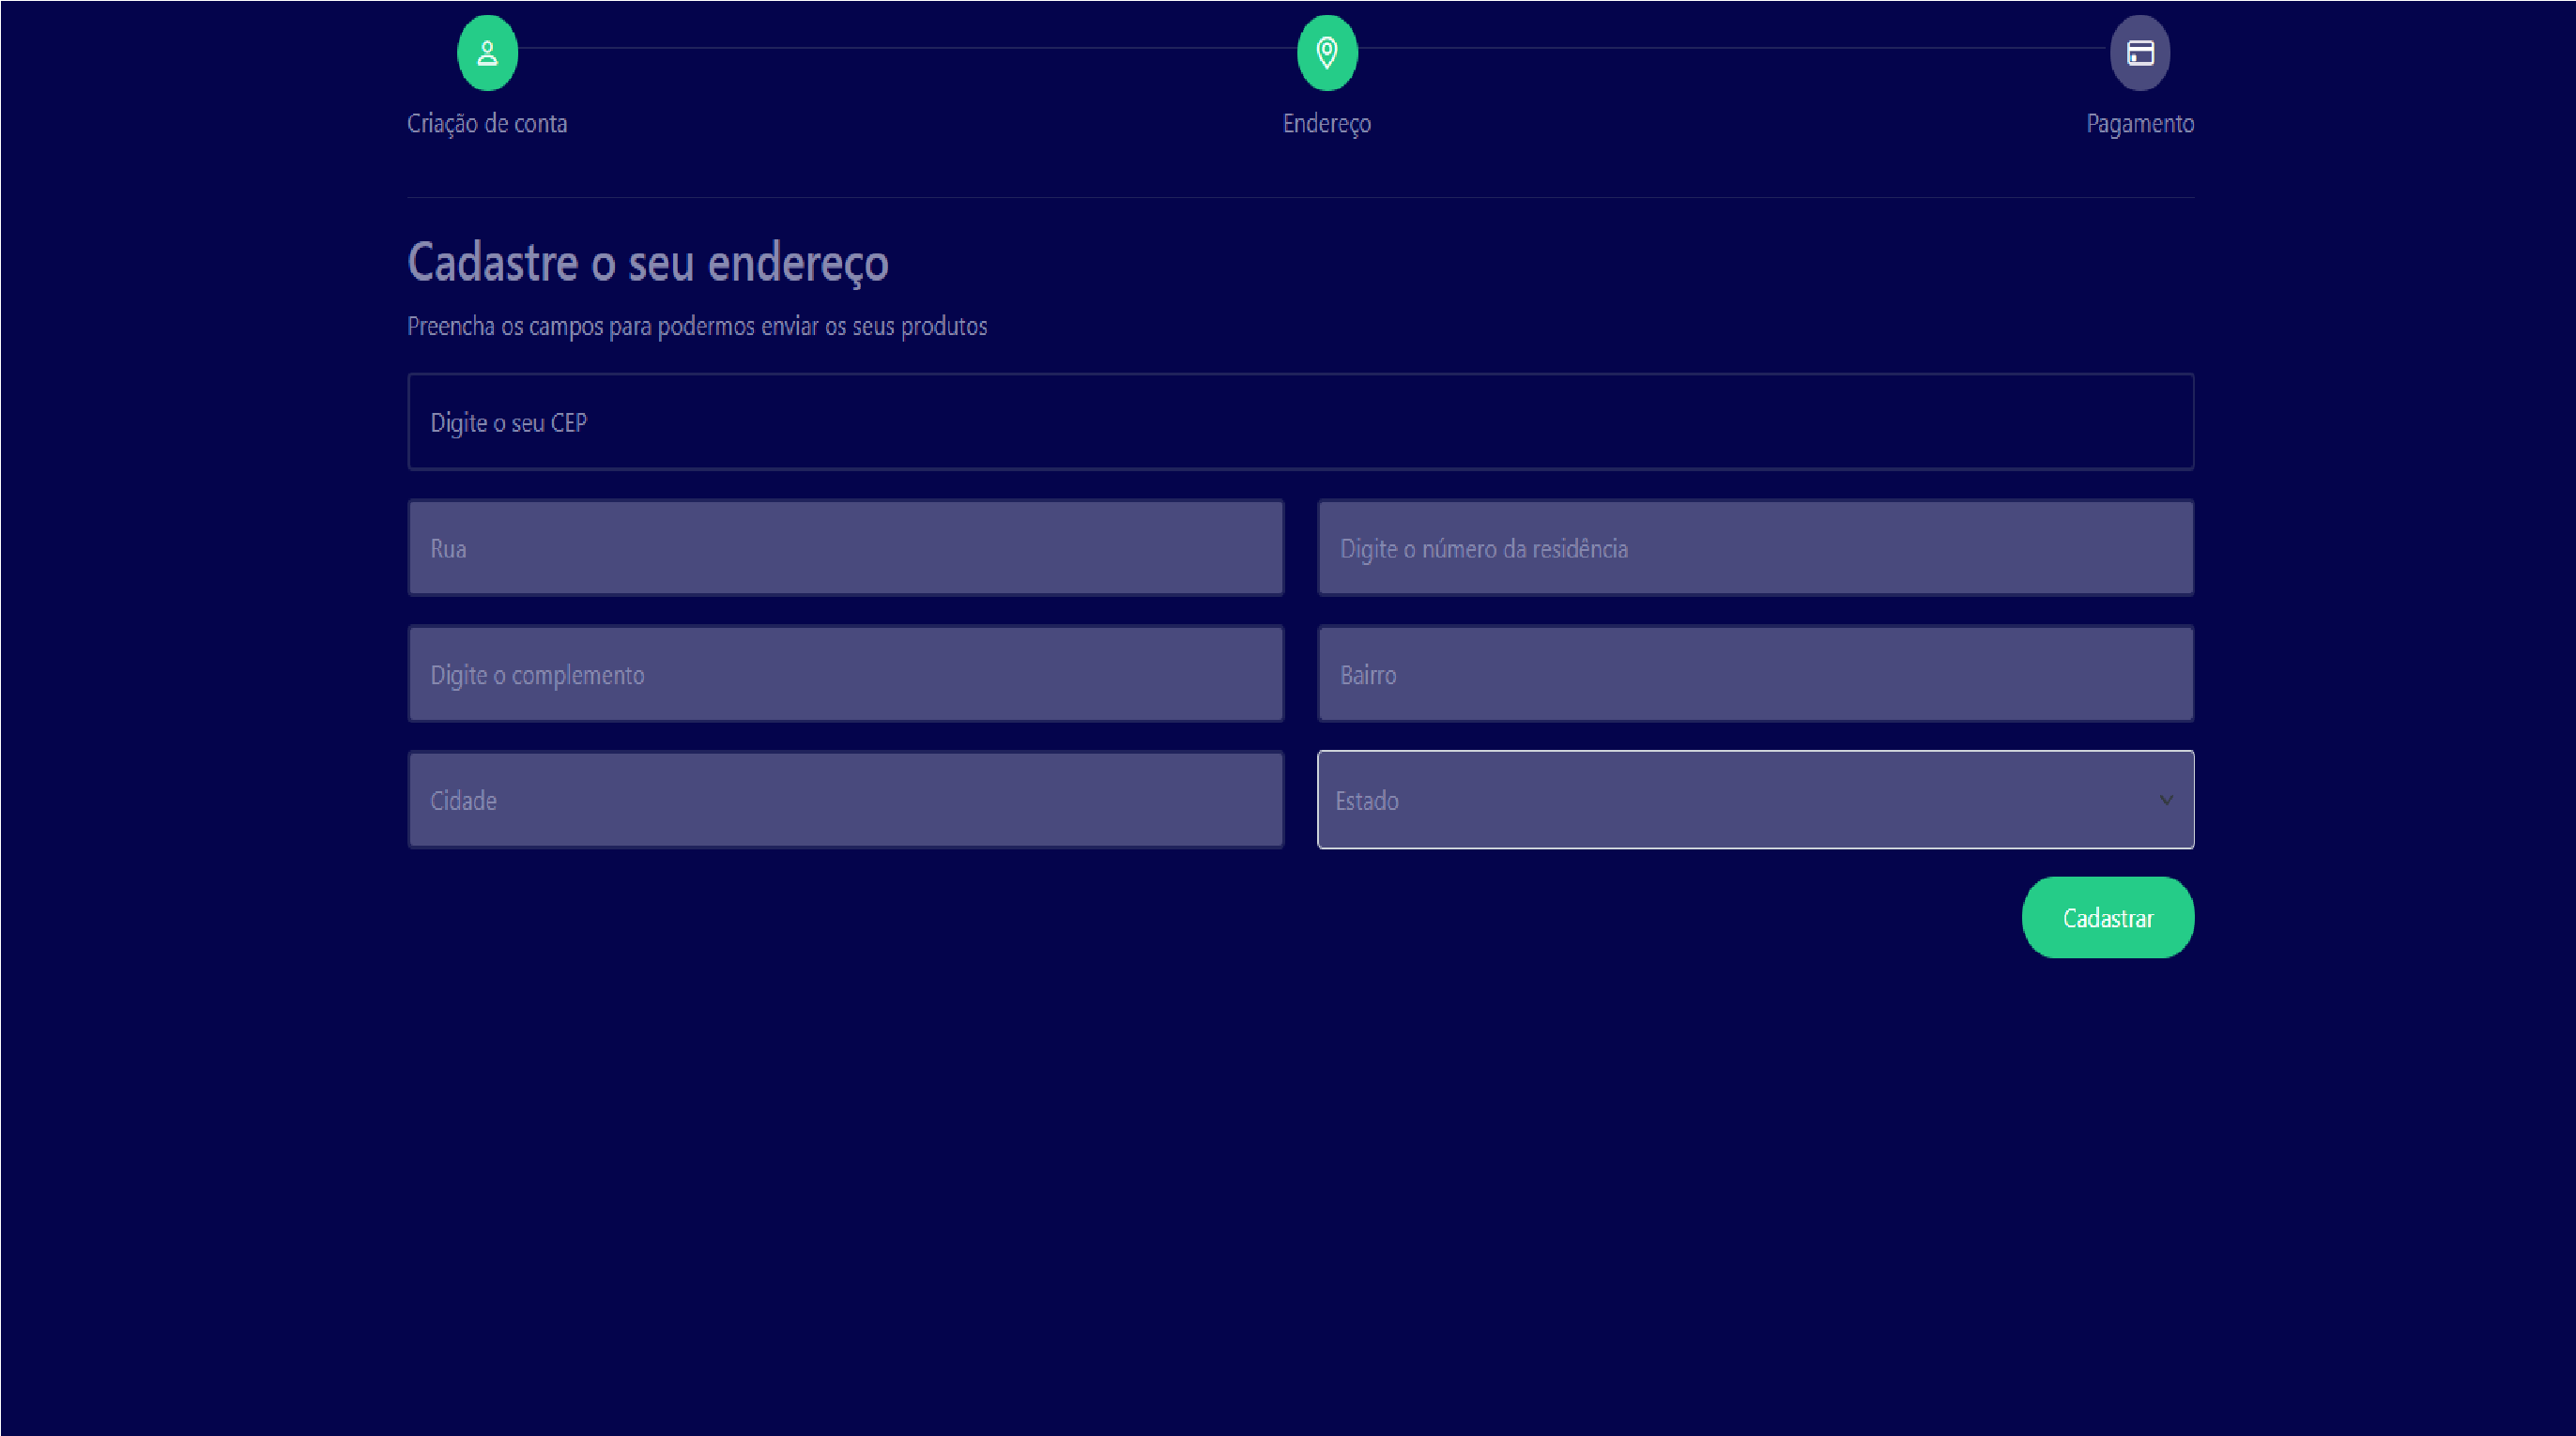 Criação de conta
Endereço
Pagamento
Cadastre o seu endereço
Preencha os campos para podermos enviar os seus produtos
Digite o seu CEP
Rua
Digite o número da residência
Digite o complemento
Bairro
Cidade
Estado
Cadastrar